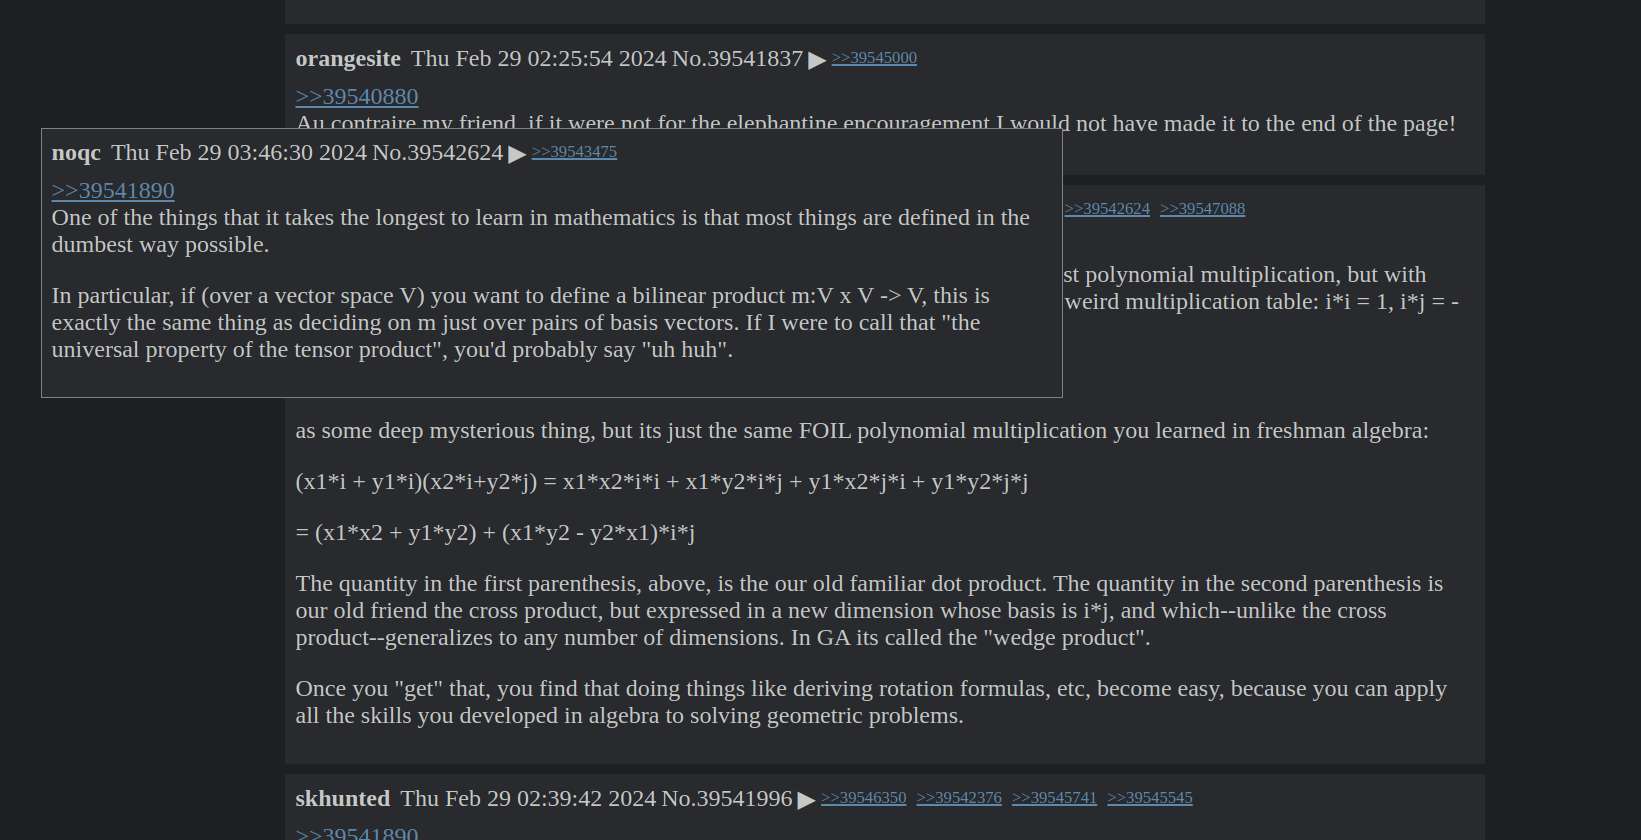 orangesite Thu Feb 29 02:25:54 2024 No.39541837 ▶ >>39545000
>>39540880
Au contraire my friend, if it were not for the elephantine encouragement I would not have made it to the end of the page!
noqc Thu Feb 29 03:46:30 2024 No.39542624 ▶ >>39543475
>>39541890
One of the things that it takes the longest to learn in mathematics is that most things are defined in the
dumbest way possible.
In particular, if (over a vector space V) you want to define a bilinear product m:V x V -> V, this is
exactly the same thing as deciding on m just over pairs of basis vectors. If I were to call that "the
universal property of the tensor product", you'd probably say "uh huh".
>>39542624 >>39547088
st polynomial multiplication, but with
weird multiplication table: i*i = 1, i*j = -
as some deep mysterious thing, but its just the same FOIL polynomial multiplication you learned in freshman algebra:
(x1*i + y1*i)(x2*i+y2*j) = x1*x2*i*i + x1*y2*i*j + y1*x2*j*i + y1*y2*j*j
= (x1*x2 + y1*y2) + (x1*y2 - y2*x1)*i*j
The quantity in the first parenthesis, above, is the our old familiar dot product. The quantity in the second parenthesis is
our old friend the cross product, but expressed in a new dimension whose basis is i*j, and which--unlike the cross
product--generalizes to any number of dimensions. In GA its called the "wedge product".
Once you "get" that, you find that doing things like deriving rotation formulas, etc, become easy, because you can apply
all the skills you developed in algebra to solving geometric problems.
skhunted Thu Feb 29 02:39:42 2024 No.39541996 ▶ >>39546350 >>39542376 >>39545741 >>39545545
>>39541890